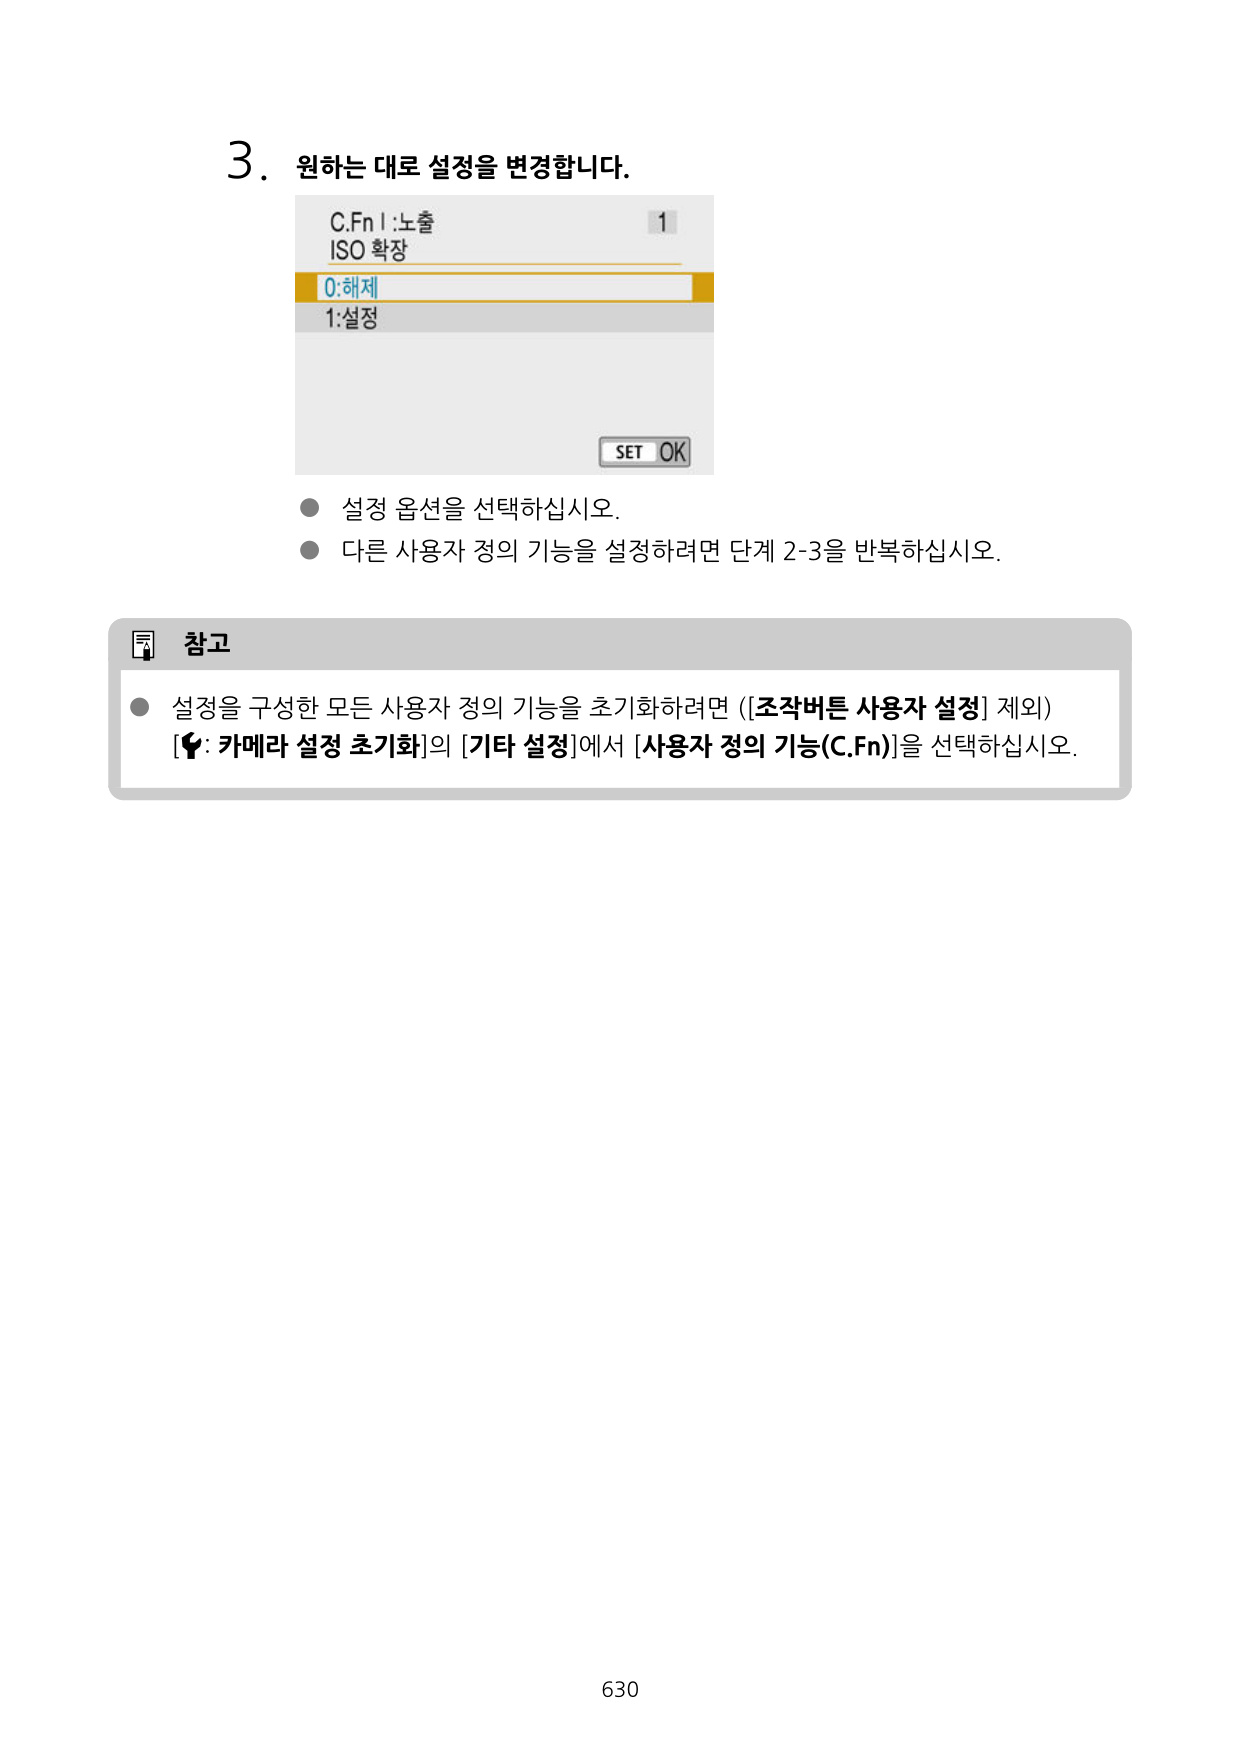 3. 원하는 대로 설정을 변경합니다.
C.Fn I :노출 1
ISO 확장
0:해제
1:설정
SET OK
● 설정 옵션을 선택하십시오.
● 다른 사용자 정의 기능을 설정하려면 단계 2-3을 반복하십시오.
참고
● 설정을 구성한 모든 사용자 정의 기능을 초기화하려면 ([조작버튼 사용자 설정] 제외)
[: 카메라 설정 초기화]의 [기타 설정]에서 [사용자 정의 기능(C.Fn)]을 선택하십시오.
630